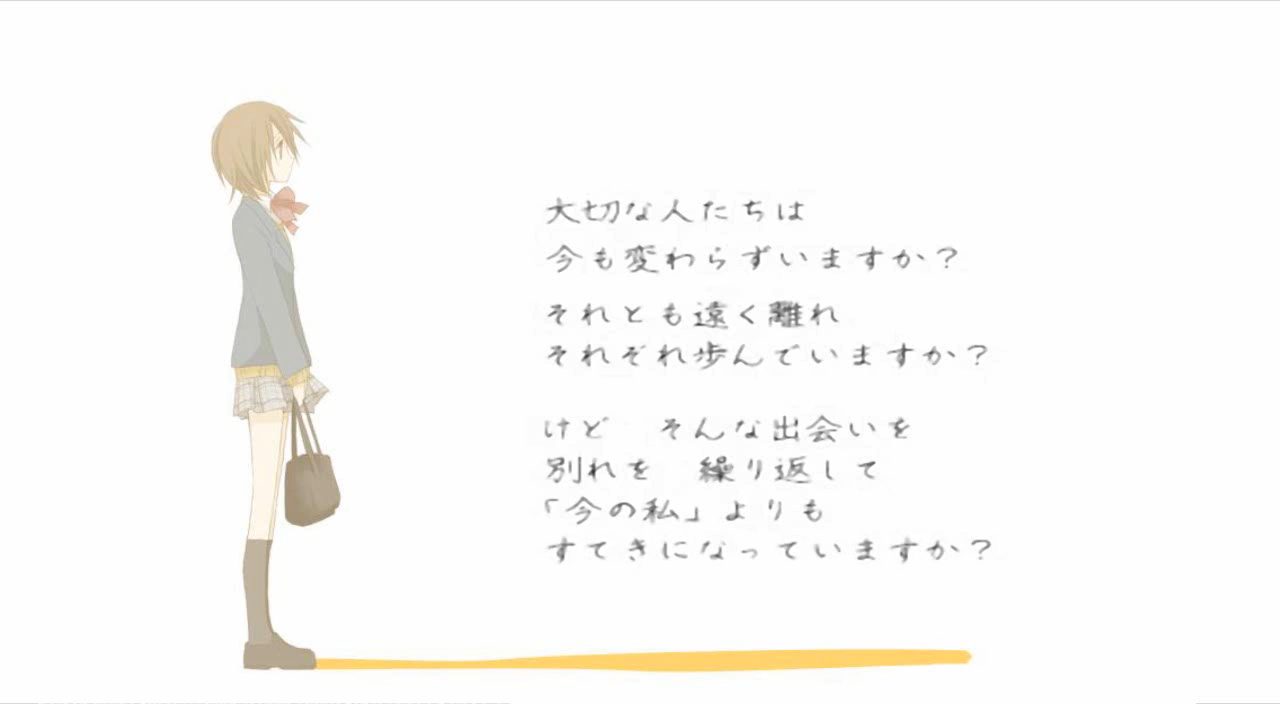 大切な人たちは
今も変わらずいますか？
それとも遠く離れ
それぞれ歩んでいますか？
けど　そんな出会いを
別れを　繰り返して
「今の私」よりも
すてきになっていますか？